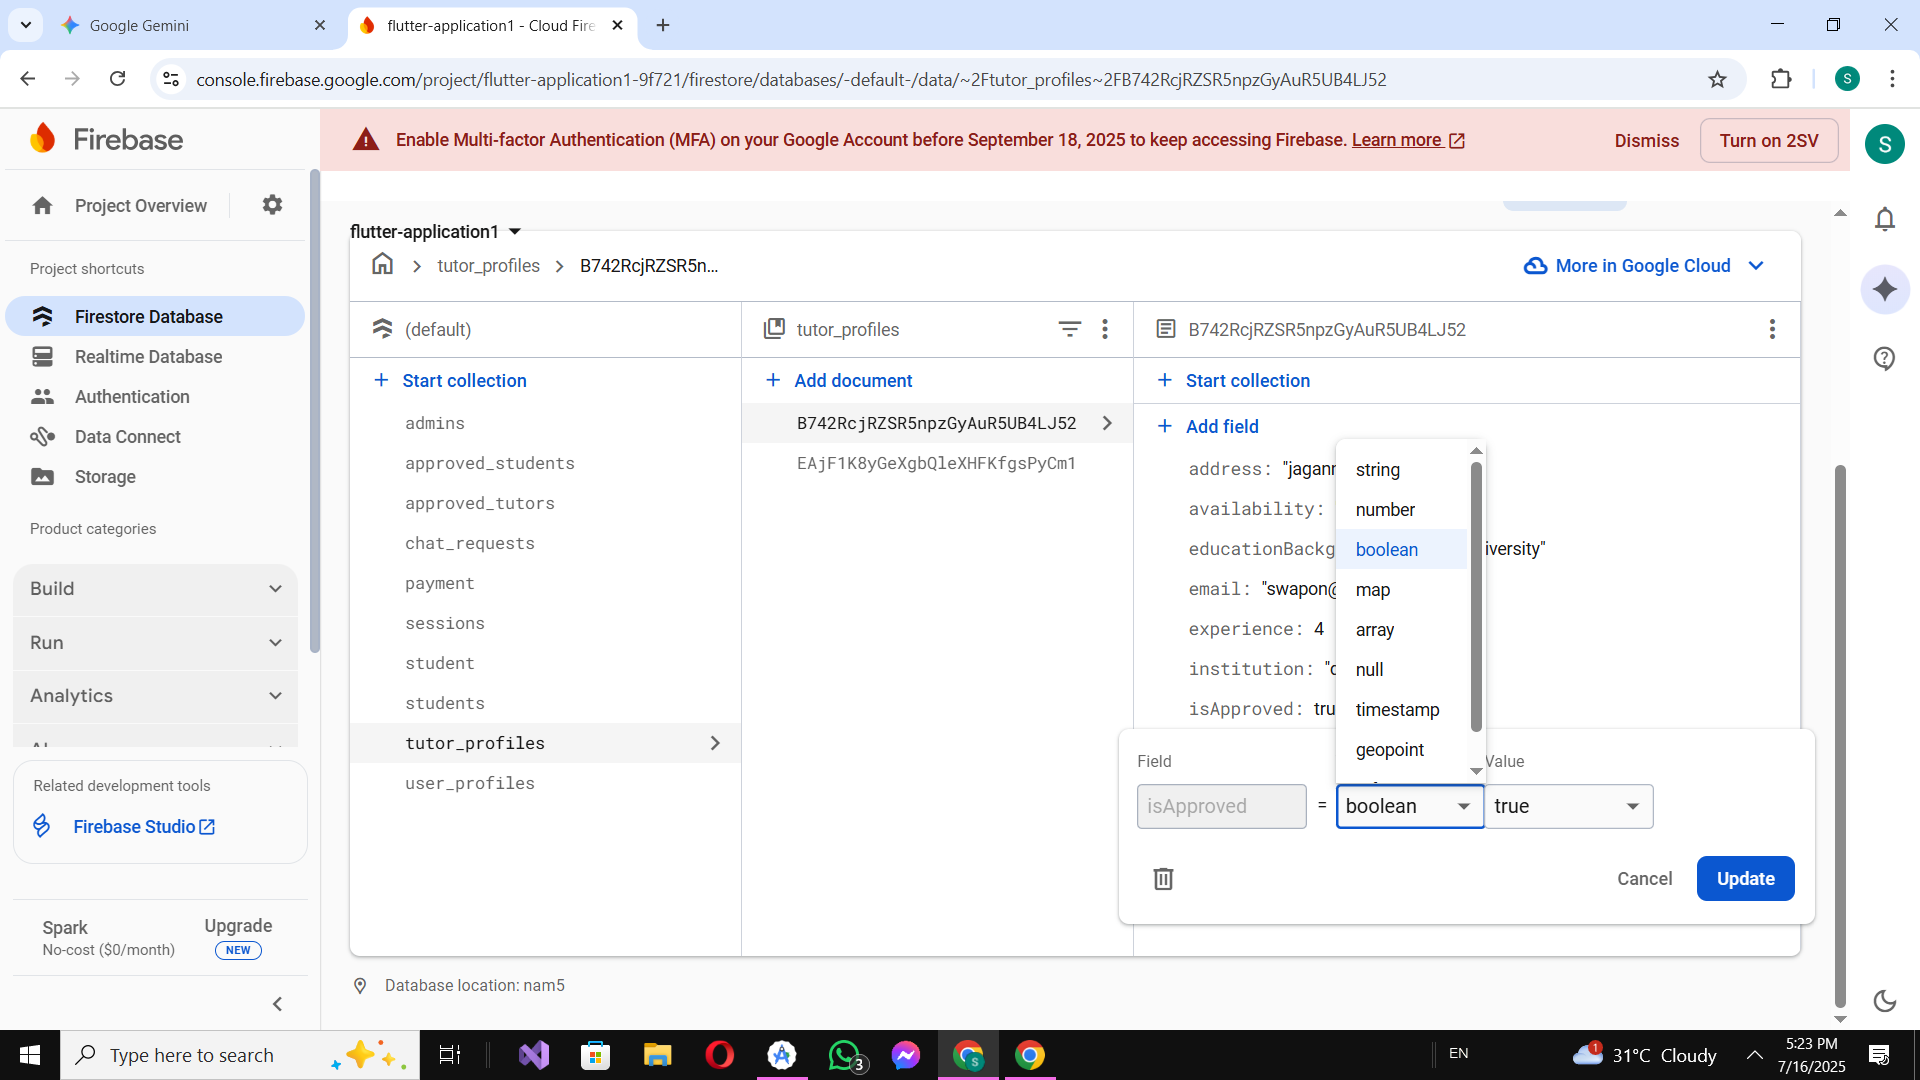 Google Gemini
flutter-application1 - Cloud Fire
console.firebase.google.com/project/flutter-application1-9f721/firestore/databases/-default-/data/~2Ftutor_profiles~2FB742RcjRZSR5npzGyAuR5UB4LJ52
S
Firebase
Enable Multi-factor Authentication (MFA) on your Google Account before September 18, 2025 to keep accessing Firebase. Learn more
Dismiss
Turn on 2SV
S
Project Overview
Project shortcuts
Firestore Database
Realtime Database
Authentication
Data Connect
Storage
Product categories
Build
Run
Analytics
Related development tools
Firebase Studio
Spark
No-cost ($0/month)
Upgrade
NEW
flutter-application1
tutor_profiles
B742RcjRZSR5n...
More in Google Cloud
(default)
Start collection
admins
approved_students
approved_tutors
chat_requests
payment
sessions
student
students
tutor_profiles
user_profiles
tutor_profiles
Add document
B742RcjRZSR5npzGyAuR5UB4LJ52
EAjF1K8yGeXgbQleXHFKfgsPyCm1
B742RcjRZSR5npzGyAuR5UB4LJ52
Start collection
Add field
address: "jagann
availability:
educationBackg iversity"
email: "swapon@
experience: 4
institution: "d
isApproved: tru
string
number
boolean
map
array
null
timestamp
geopoint
Field
Value
isApproved
=
boolean
true
Cancel
Update
Database location: nam5
Type here to search
3
S
EN
1
31°C Cloudy
5:23 PM
7/16/2025